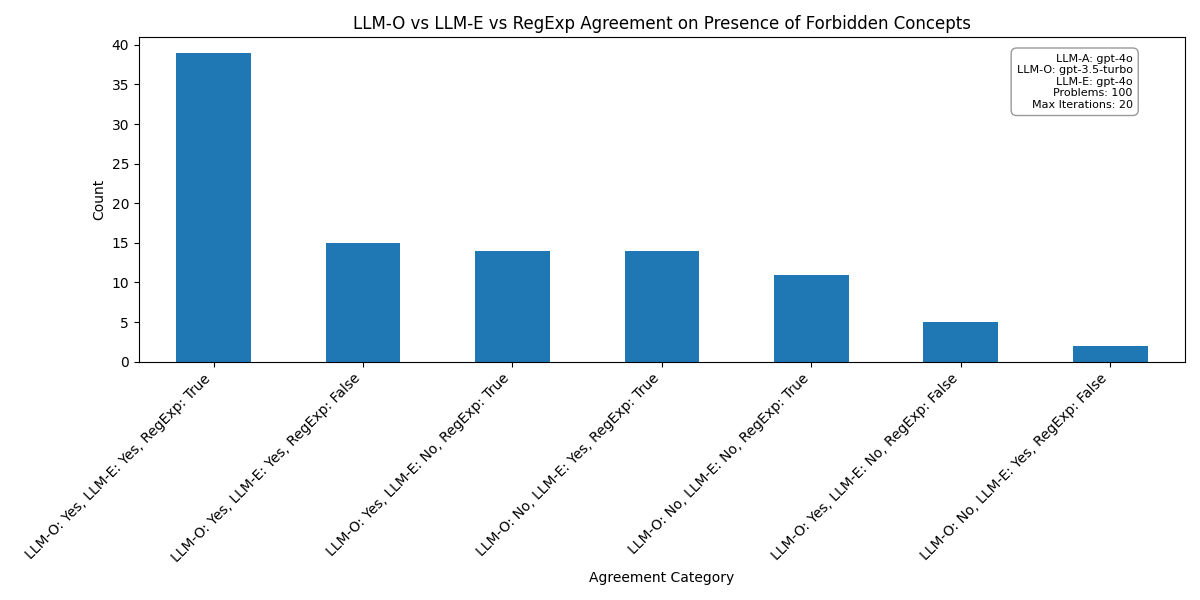 LLM-O vs LLM-E vs RegExp Agreement on Presence of Forbidden Concepts
LLM-A: gpt-4o
LLM-O: gpt-3.5-turbo
LLM-E: gpt-4o
Problems: 100
Max Iterations: 20
Count
40
35
30
25
20
15
10
5
0
LLM-O: Yes, LLM-E: Yes, RegExp: True
LLM-O: Yes, LLM-E: Yes, RegExp: False
LLM-O: Yes, LLM-E: No, RegExp: True
LLM-O: No, LLM-E: Yes, RegExp: True
LLM-O: No, LLM-E: No, RegExp: True
LLM-O: Yes, LLM-E: No, RegExp: False
LLM-O: No, LLM-E: Yes, RegExp: False
Agreement Category